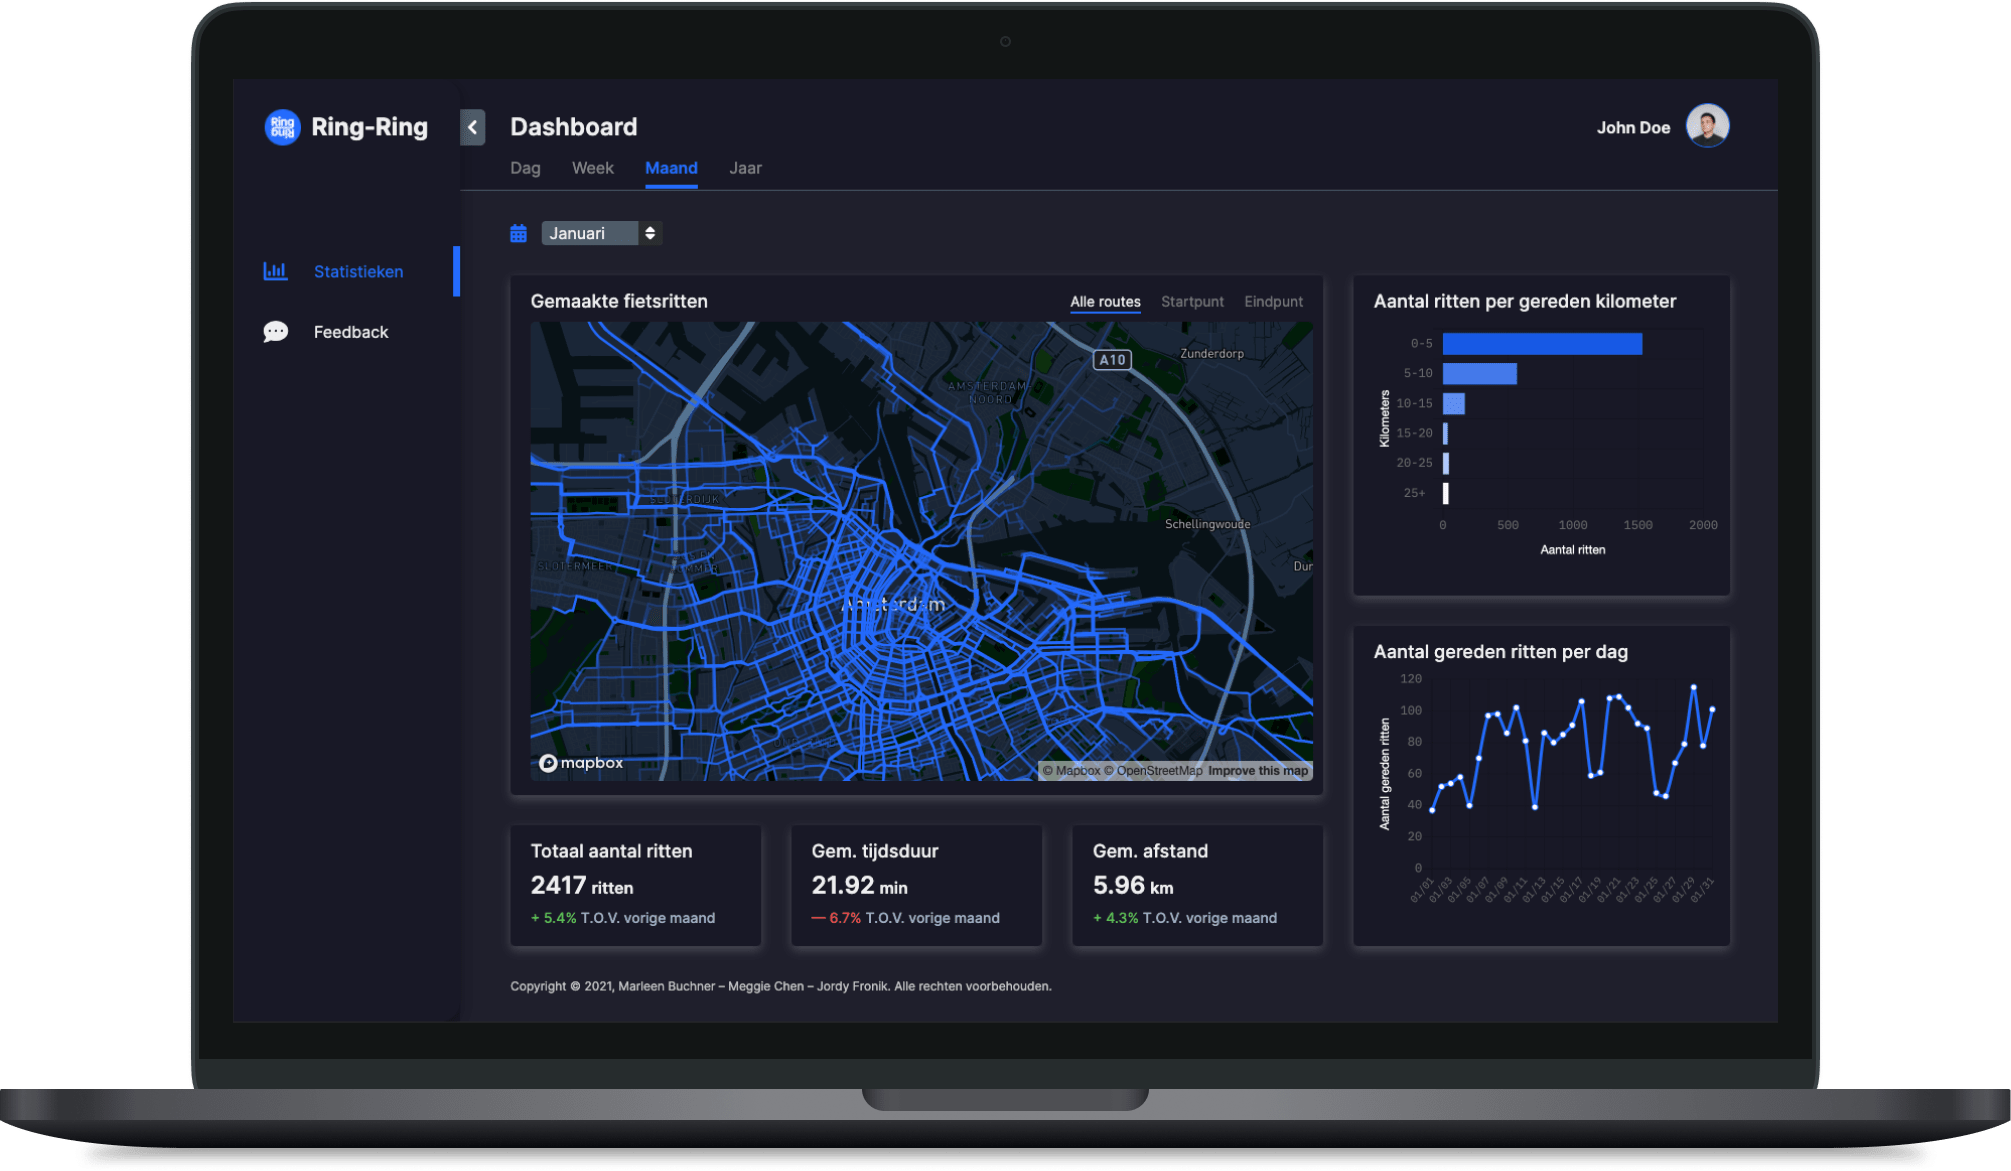 Ring
Ring
Ring-Ring
Dashboard
John Doe
Dag Week Maand Jaar
Januari
Statistieken
Feedback
Gemaakte fietsritten
Alle routes Startpunt Eindpunt
A10
Zunderdorp
AMSTERDAM-
NOORD
SLOTERDIJK
Schellingwoude
SLOTERMEER
Dur
Amsterdam
mapbox
© Mapbox © OpenStreetMap Improve this map
Aantal ritten per gereden kilometer
Kilometers
0-5
5-10
10-15
15-20
20-25
25+
0 500 1000 1500 2000
Aantal ritten
Aantal gereden ritten per dag
Aantal gereden ritten
120
100
80
60
40
20
0
01/01 01/03 01/05 01/07 01/09 01/11 01/13 01/15 01/17 01/19 01/21 01/23 01/25 01/27 01/29 01/31
Totaal aantal ritten
2417 ritten
+ 5.4% T.O.V. vorige maand
Gem. tijdsduur
21.92 min
— 6.7% T.O.V. vorige maand
Gem. afstand
5.96 km
+ 4.3% T.O.V. vorige maand
Copyright © 2021, Marleen Buchner – Meggie Chen – Jordy Fronik. Alle rechten voorbehouden.